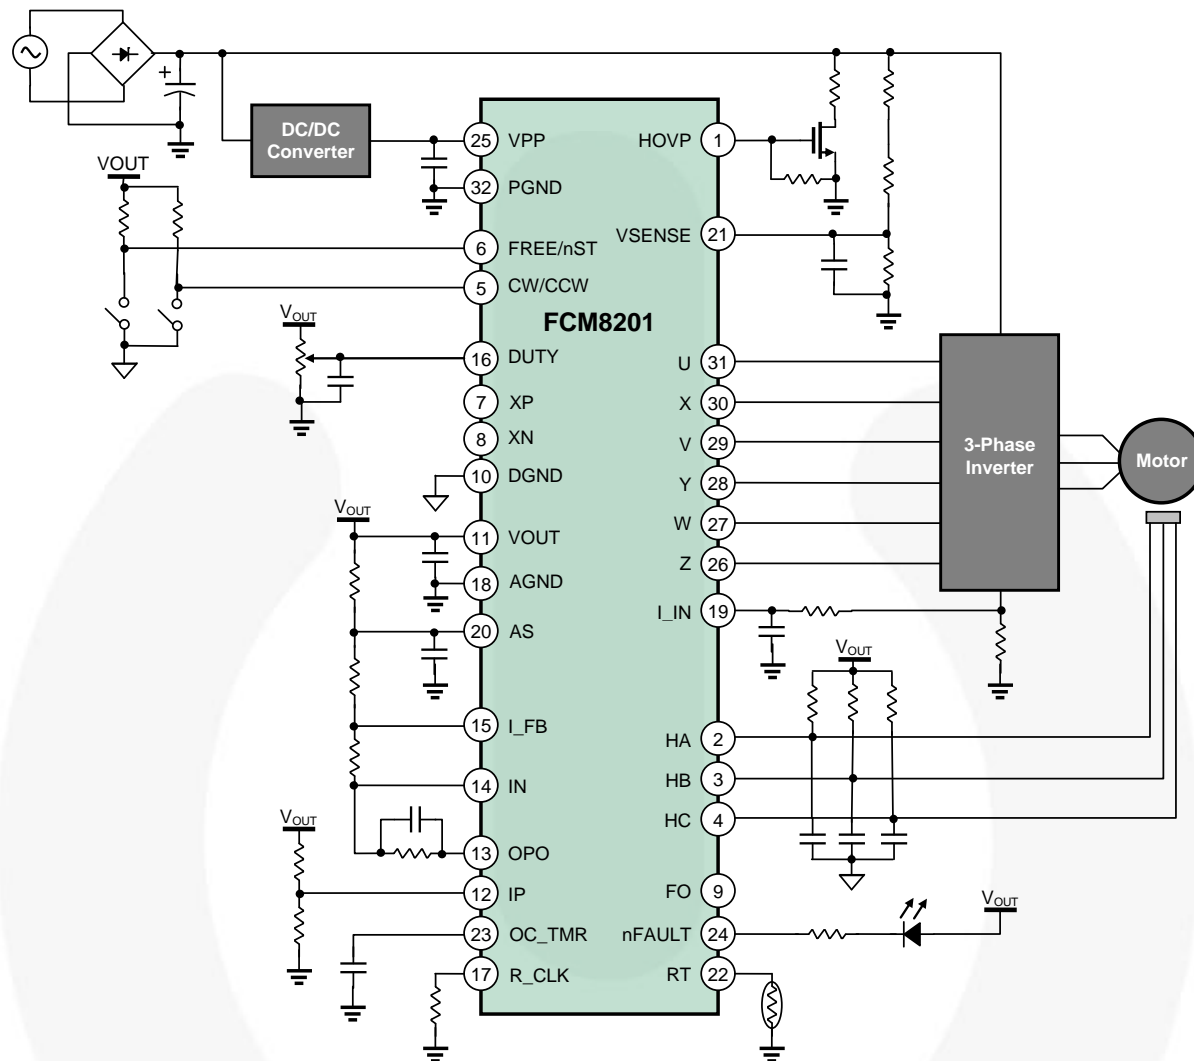 DC/DC
Converter
25 VPP
HOVP 1
VOUT
32 PGND
6 FREE/nST
VSENSE 21
5 CW/CCW
VOUT
FCM8201
16 DUTY
U 31
7 XP
X 30
8 XN
V 29
3-Phase
Inverter
Motor
10 DGND
Y 28
VOUT
W 27
11 VOUT
Z 26
18 AGND
I_IN 19
20 AS
VOUT
15 I_FB
HA 2
14 IN
HB 3
VOUT
HC 4
13 OPO
12 IP
FO 9
VOUT
23 OC_TMR
nFAULT 24
17 R_CLK
RT 22